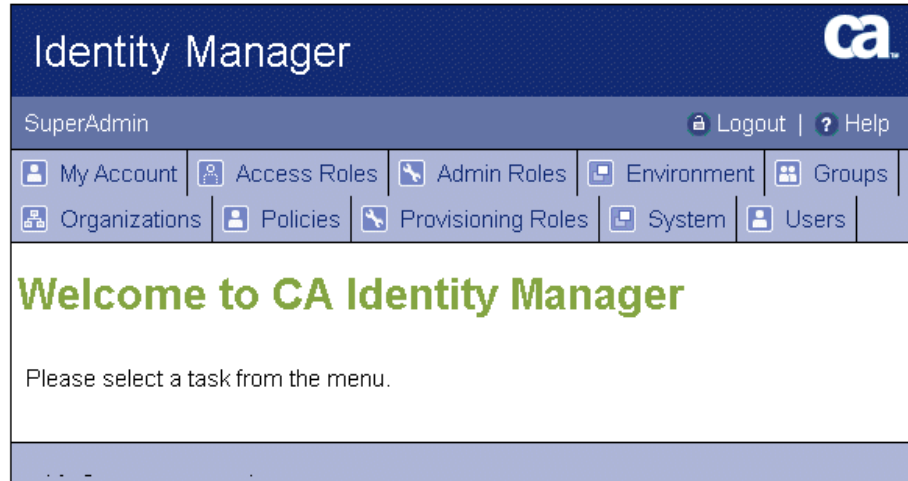 Identity Manager
ca
SuperAdmin
Logout | Help
My Account Access Roles Admin Roles Environment Groups
Organizations Policies Provisioning Roles System Users
Welcome to CA Identity Manager
Please select a task from the menu.